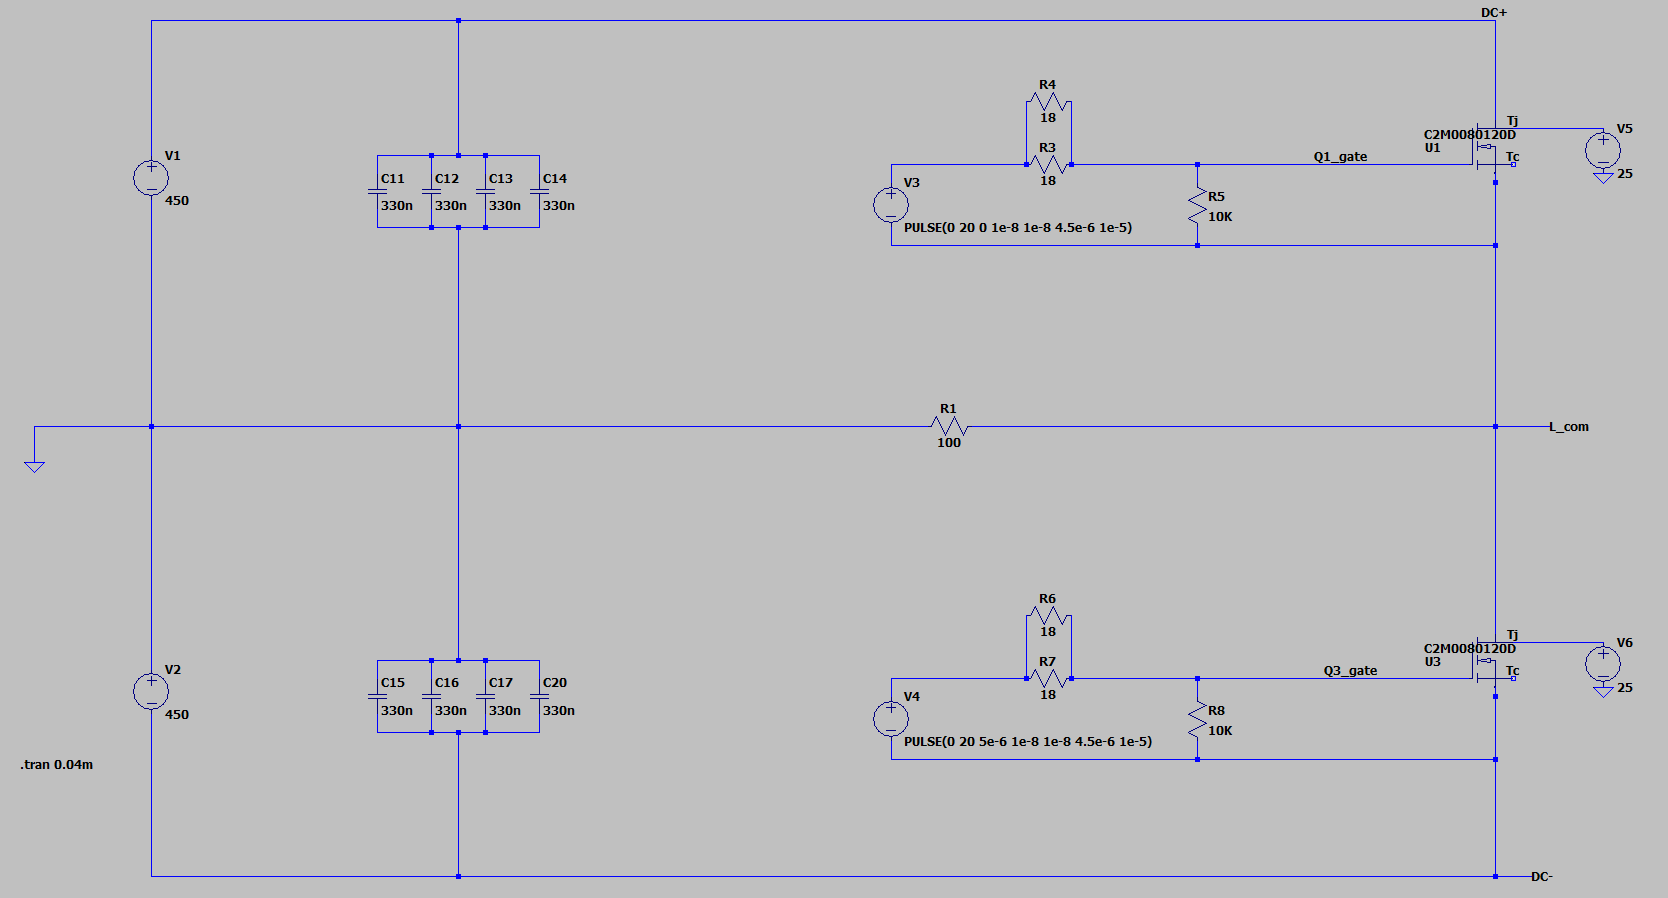 DC+
R4
18
Tj
V5
C2M0080120D
U1
R3
18
Q1_gate
Tc
25
V1
450
C11
330n
C12
330n
C13
330n
C14
330n
V3
R5
10K
PULSE(0 20 0 1e-8 1e-8 4.5e-6 1e-5)
R1
100
L_com
R6
18
Tj
V6
C2M0080120D
U3
R7
18
Q3_gate
Tc
25
V2
450
C15
330n
C16
330n
C17
330n
C20
330n
V4
R8
10K
PULSE(0 20 5e-6 1e-8 1e-8 4.5e-6 1e-5)
.tran 0.04m
DC-